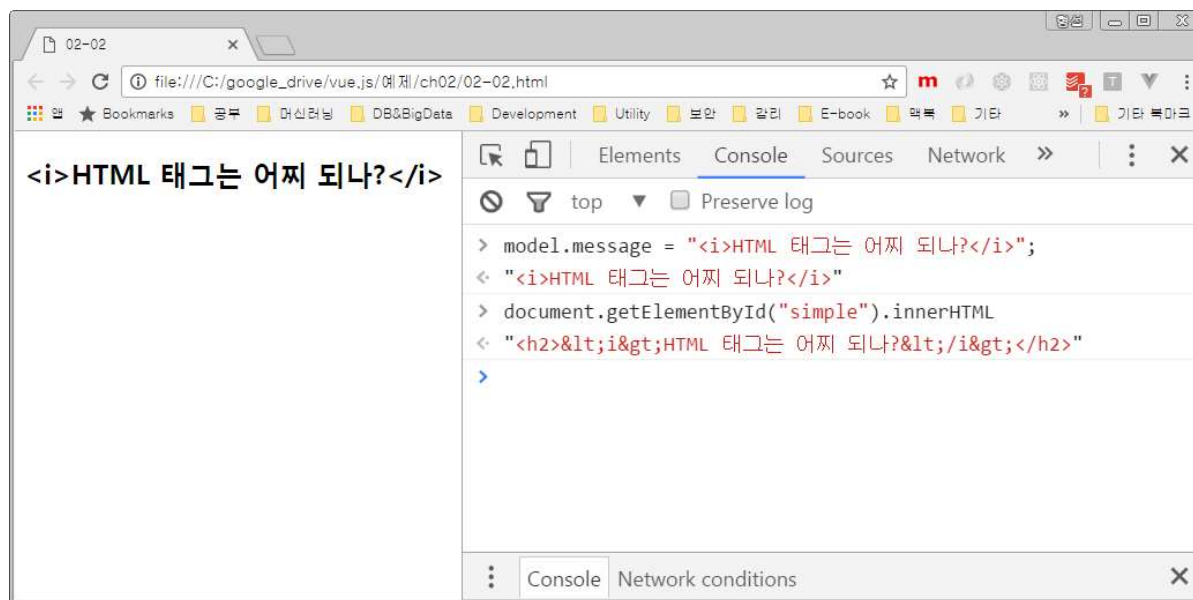 02-02
file:///C:/google_drive/vue.js/예제/ch02/02-02.html
앱 Bookmarks 공부 머신러닝 DB&BigData Development Utility 보안 갈리 E-book 맥북 기타 » 기타 북마크
<i>HTML 태그는 어찌 되나?</i>
Elements Console Sources Network »
top ▼ Preserve log
> model.message = "<i>HTML 태그는 어찌 되나?</i>";
"<i>HTML 태그는 어찌 되나?</i>"
> document.getElementById("simple").innerHTML
"<h2>&lt;i&gt;HTML 태그는 어찌 되나?&lt;/i&gt;</h2>"
>
Console Network conditions